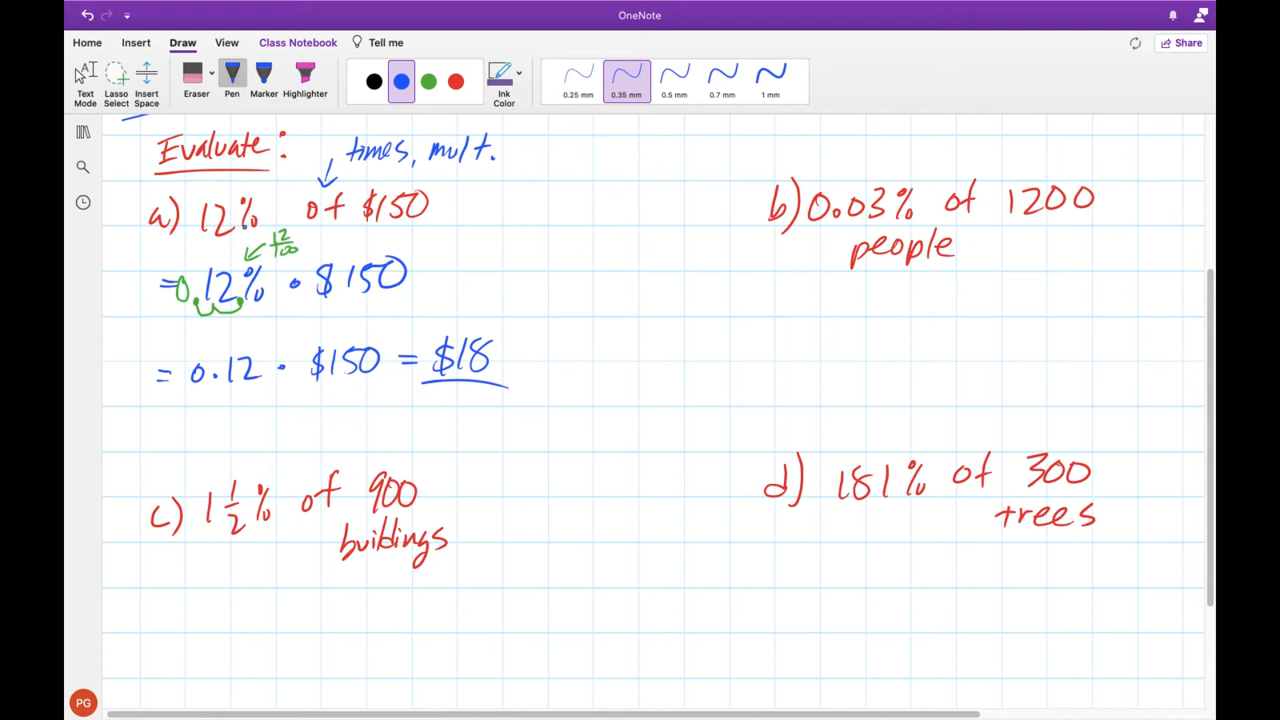 OneNote
Home Insert Draw View Class Notebook Tell me
Share
Text Mode
Lasso Select
Insert Space
Eraser
Pen
Marker
Highlighter
Ink Color
0.25 mm
0.35 mm
0.5 mm
0.7 mm
1 mm
Evaluate:
times, mult.
a) 12% of $150
12/100
= 0.12% • $150
= 0.12 • $150 = $18
b) 0.03% of 1200
people
c) 1 1/2% of 900
buildings
d) 181% of 300
trees
PG